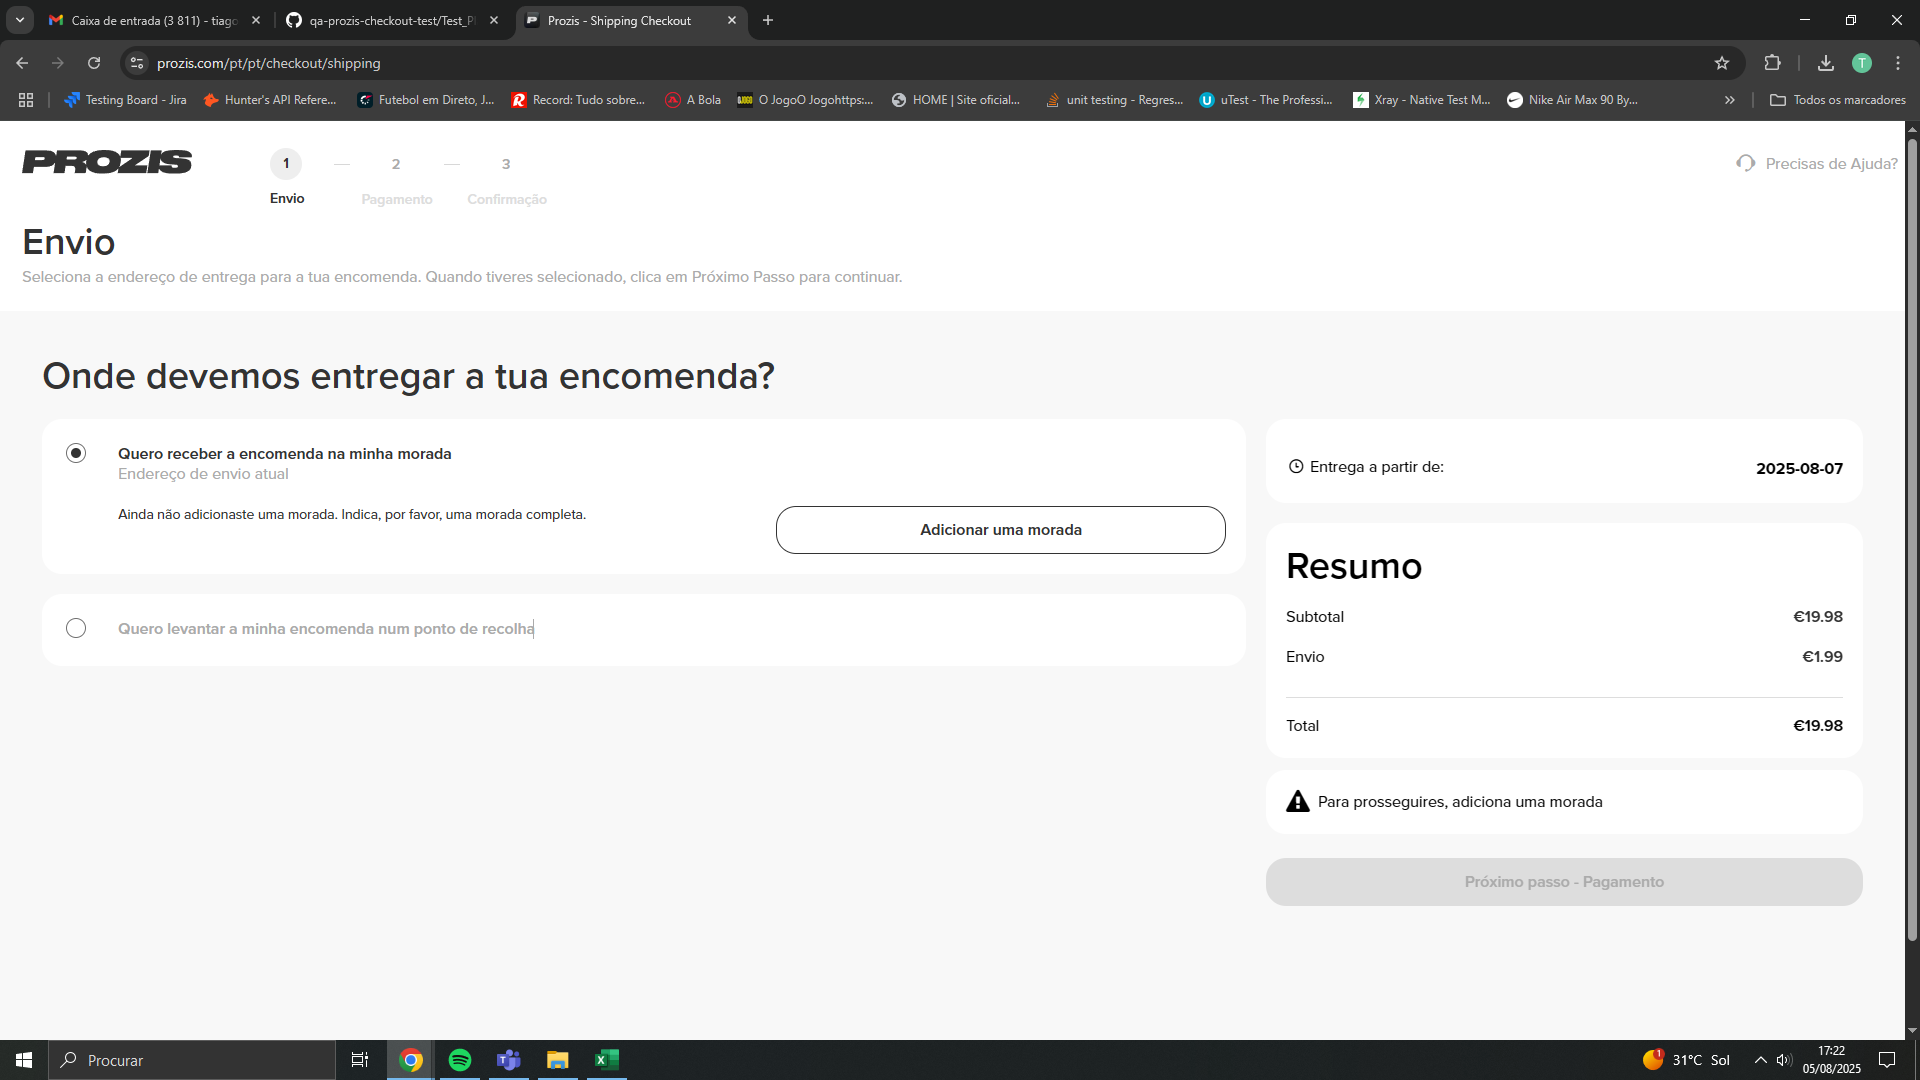 Caixa de entrada (3 811) - tiago
qa-prozis-checkout-test/Test_Pl
Prozis - Shipping Checkout
prozis.com/pt/pt/checkout/shipping
T
Testing Board - Jira
Hunter's API Refere...
Futebol em Direto, J...
Record: Tudo sobre...
A Bola
O JogoO Jogohttps:...
HOME | Site oficial...
unit testing - Regres...
uTest - The Professi...
Xray - Native Test M...
Nike Air Max 90 By...
Todos os marcadores
PROZIS
1
2
3
Envio
Pagamento
Confirmação
Precisas de Ajuda?
Envio
Seleciona a endereço de entrega para a tua encomenda. Quando tiveres selecionado, clica em Próximo Passo para continuar.
Onde devemos entregar a tua encomenda?
Quero receber a encomenda na minha morada
Endereço de envio atual
Ainda não adicionaste uma morada. Indica, por favor, uma morada completa.
Adicionar uma morada
Quero levantar a minha encomenda num ponto de recolha
Entrega a partir de:
2025-08-07
Resumo
Subtotal
€19.98
Envio
€1.99
Total
€19.98
Para prosseguires, adiciona uma morada
Próximo passo - Pagamento
Procurar
1
31°C Sol
17:22
05/08/2025